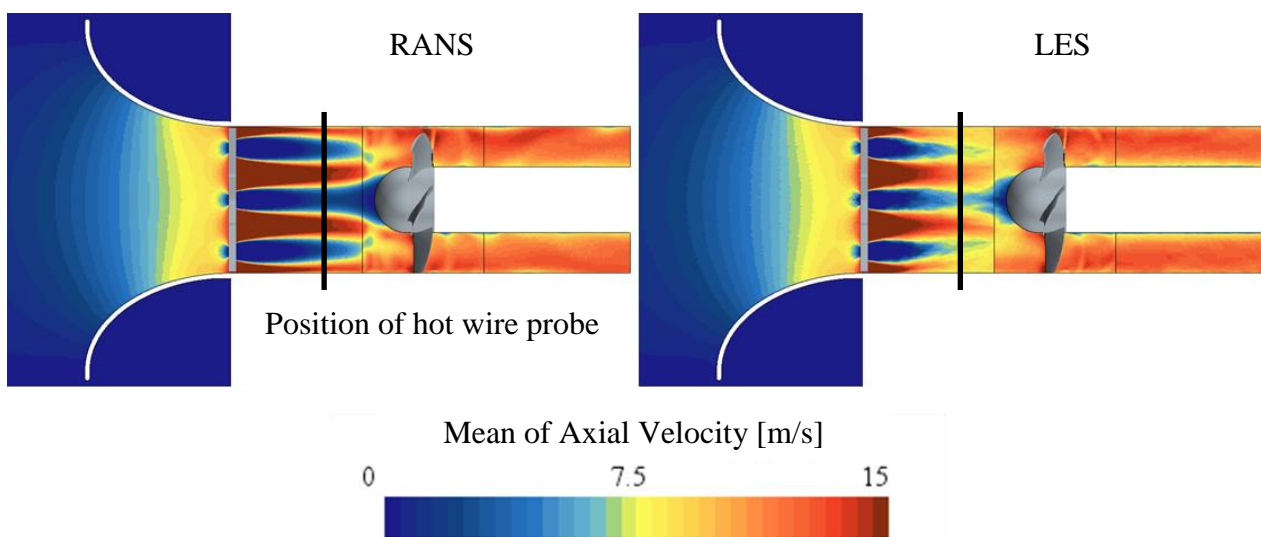 RANS
LES
Position of hot wire probe
Mean of Axial Velocity [m/s]
0 7.5 15